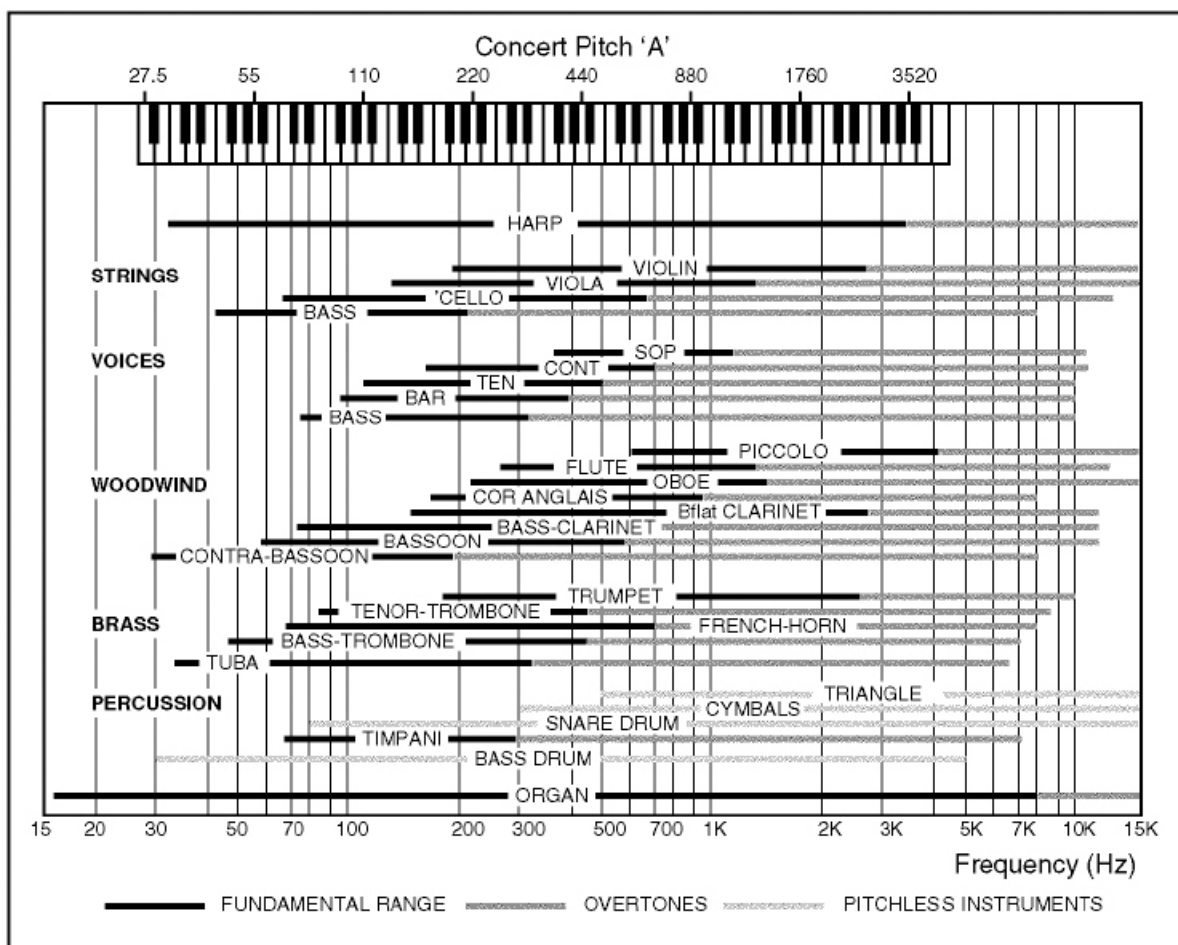 Concert Pitch ‘A’
27.5 55 110 220 440 880 1760 3520
HARP
STRINGS
VIOLIN
VIOLA
’CELLO
BASS
VOICES
SOP
CONT
TEN
BAR
BASS
WOODWIND
PICCOLO
FLUTE
OBOE
COR ANGLAIS
Bflat CLARINET
BASS-CLARINET
BASSOON
CONTRA-BASSOON
BRASS
TRUMPET
TENOR-TROMBONE
FRENCH-HORN
BASS-TROMBONE
TUBA
PERCUSSION
TRIANGLE
CYMBALS
SNARE DRUM
TIMPANI
BASS DRUM
ORGAN
15 20 30 50 70 100 200 300 500 700 1K 2K 3K 5K 7K 10K 15K
Frequency (Hz)
FUNDAMENTAL RANGE OVERTONES PITCHLESS INSTRUMENTS